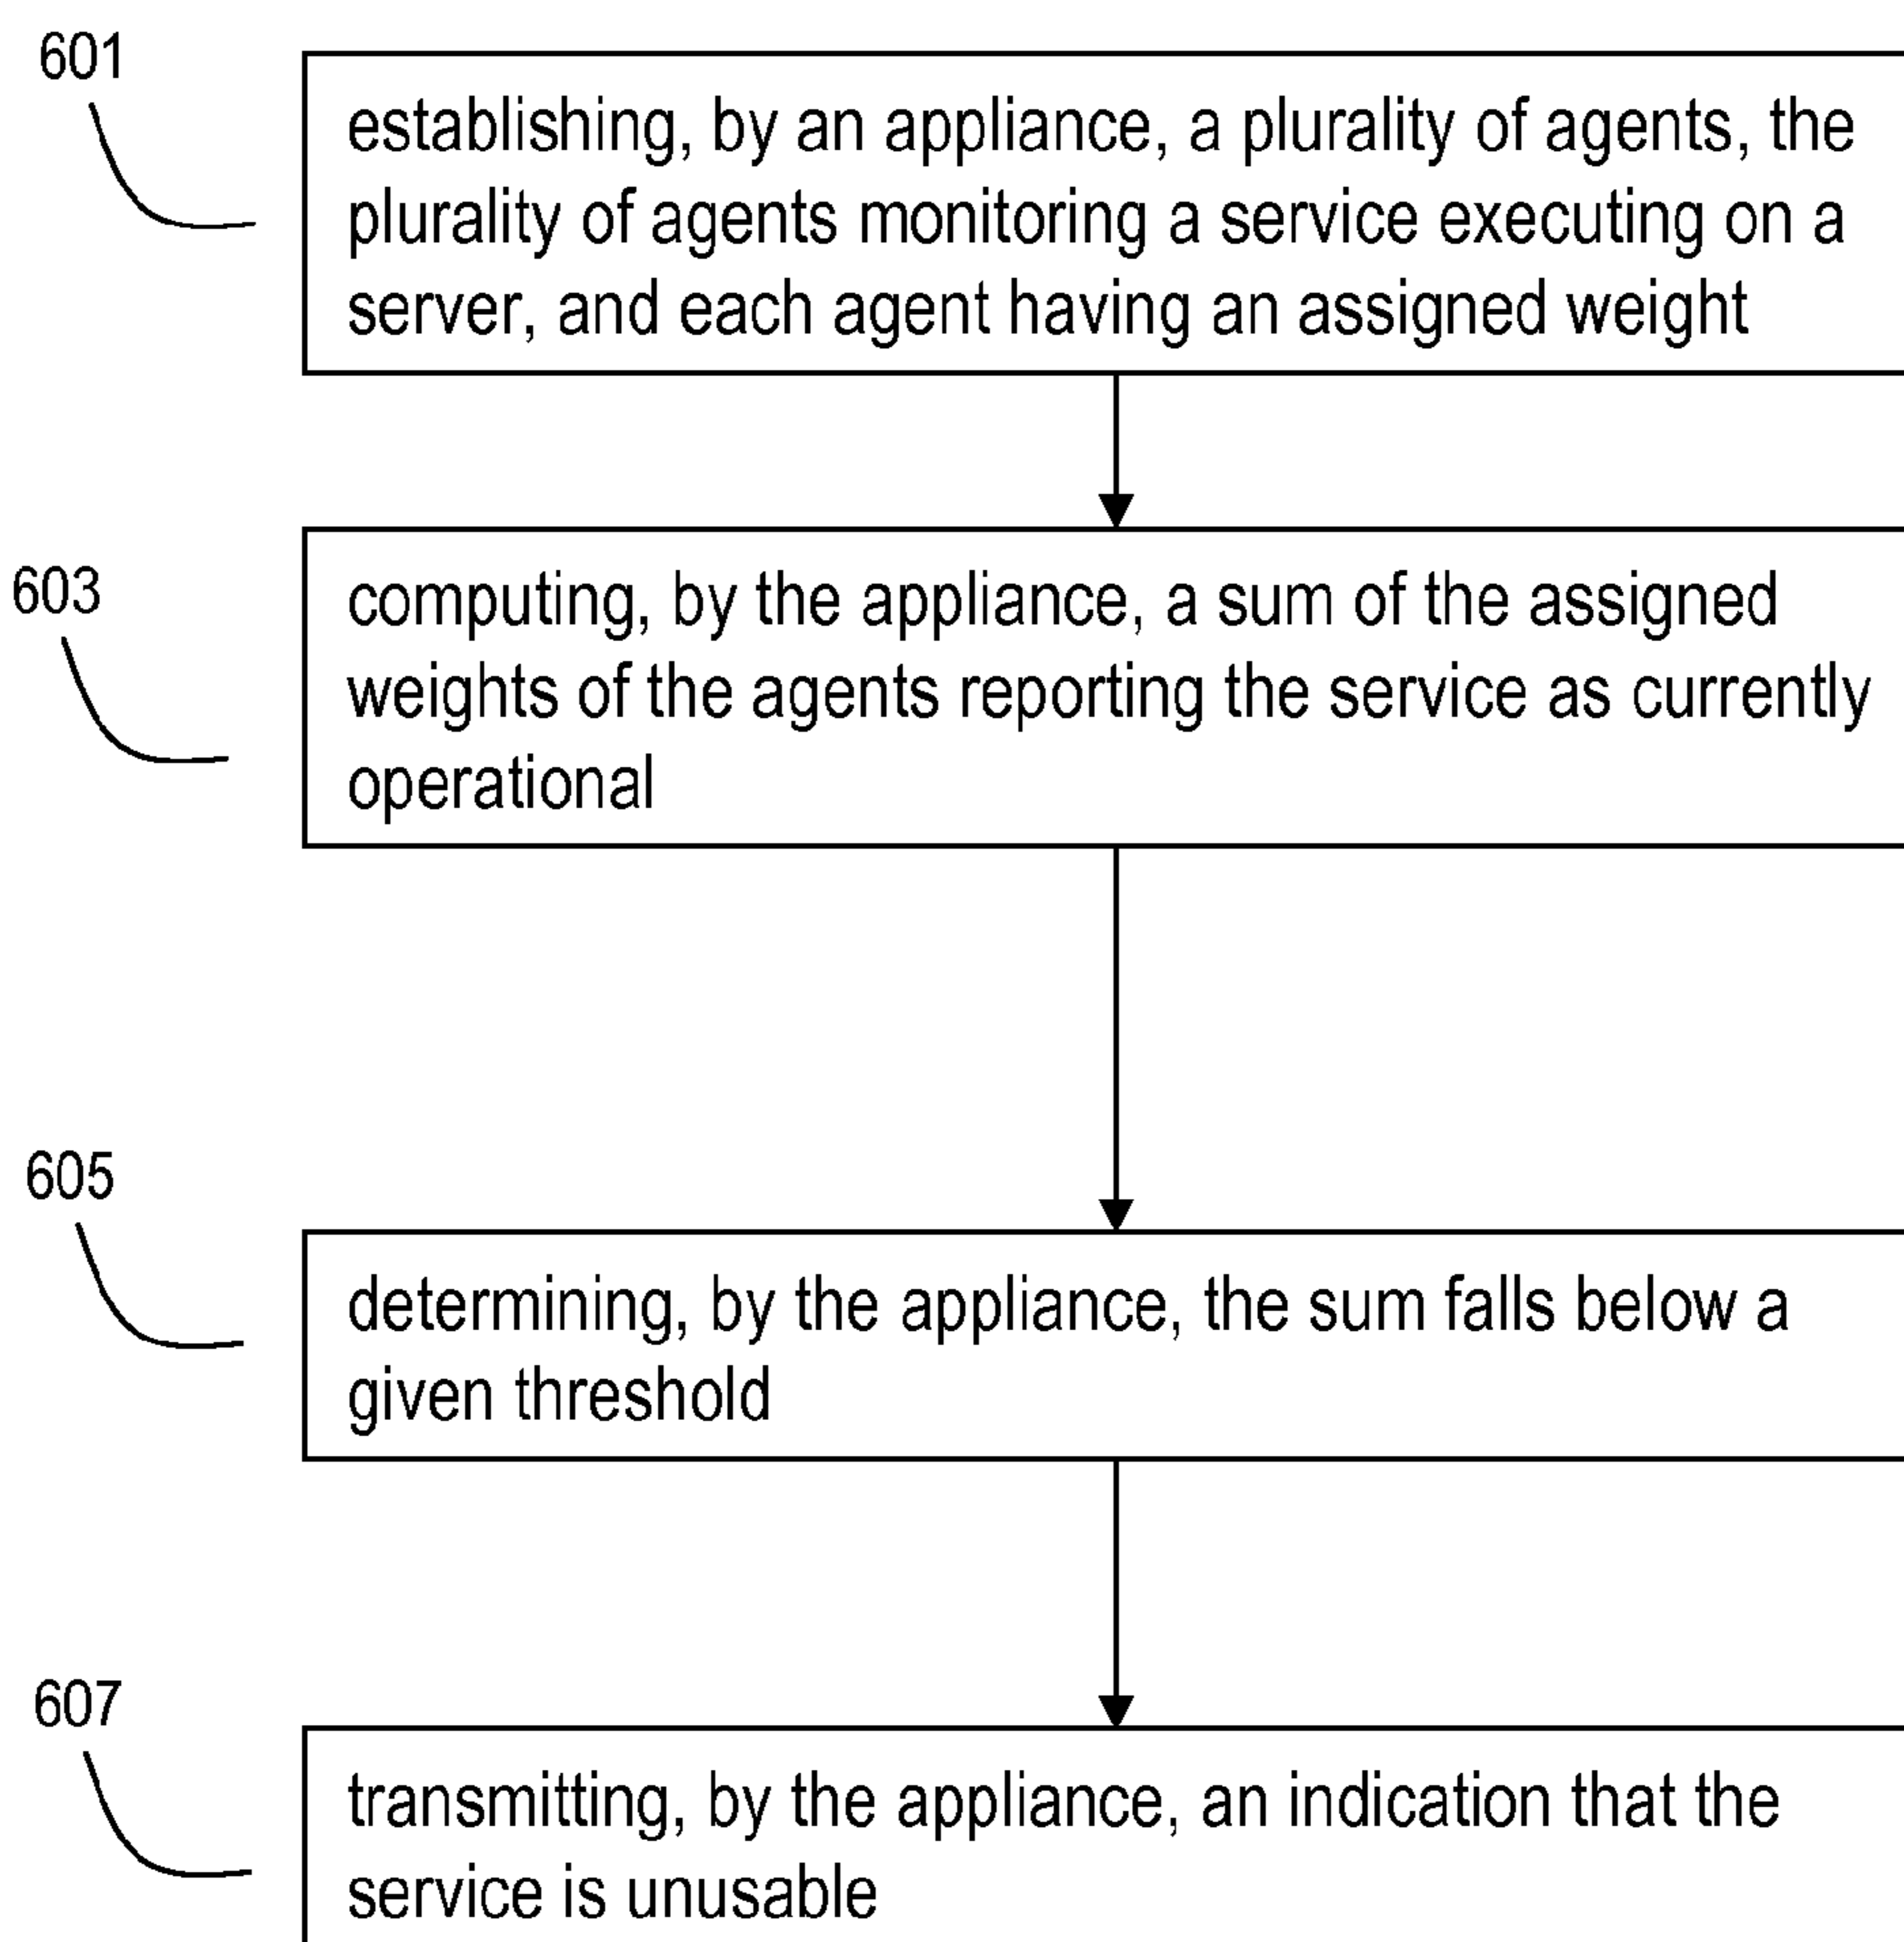 601
establishing, by an appliance, a plurality of agents, the
plurality of agents monitoring a service executing on a
server, and each agent having an assigned weight
603
computing, by the appliance, a sum of the assigned
weights of the agents reporting the service as currently
operational
605
determining, by the appliance, the sum falls below a
given threshold
607
transmitting, by the appliance, an indication that the
service is unusable